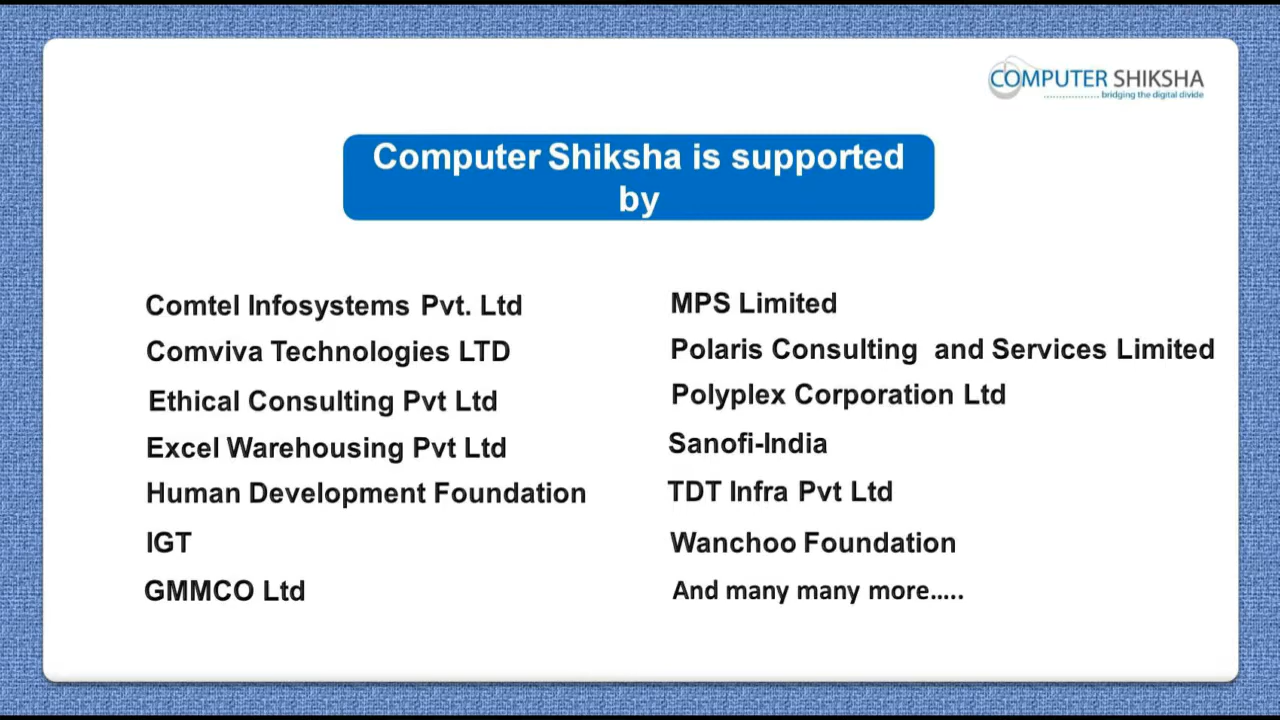 COMPUTER SHIKSHA
bridging the digital divide
Computer Shiksha is supported
by
Comtel Infosystems Pvt. Ltd
Comviva Technologies LTD
Ethical Consulting Pvt Ltd
Excel Warehousing Pvt Ltd
Human Development Foundation
IGT
GMMCO Ltd
MPS Limited
Polaris Consulting and Services Limited
Polyplex Corporation Ltd
Sanofi-India
TDT Infra Pvt Ltd
Wanchoo Foundation
And many many more.....